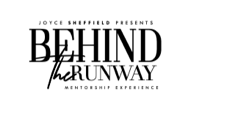 JOYCE SHEFFIELD PRESENTS
BEHIND
the RUNWAY
MENTORSHIP EXPERIENCE